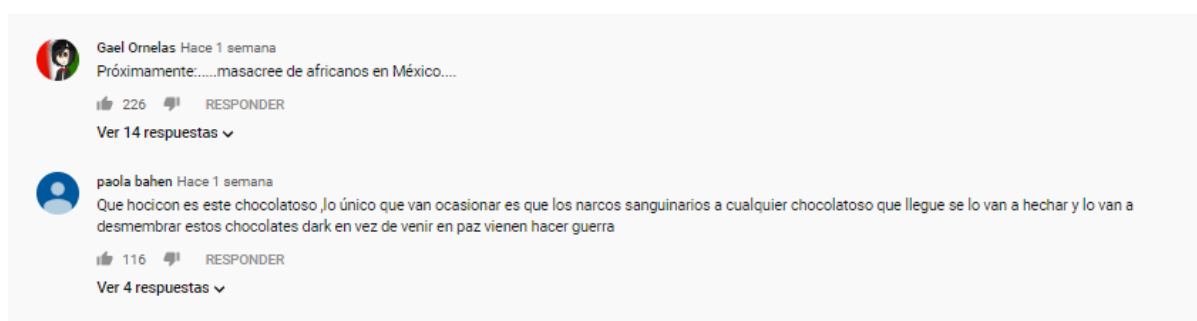 Gael Ornelas Hace 1 semana
Próximamente:.....masacree de africanos en México....
226 RESPONDER
Ver 14 respuestas
paola bahen Hace 1 semana
Que hocicon es este chocolatoso ,lo único que van ocasionar es que los narcos sanguinarios a cualquier chocolatoso que llegue se lo van a hechar y lo van a
desmembrar estos chocolates dark en vez de venir en paz vienen hacer guerra
116 RESPONDER
Ver 4 respuestas